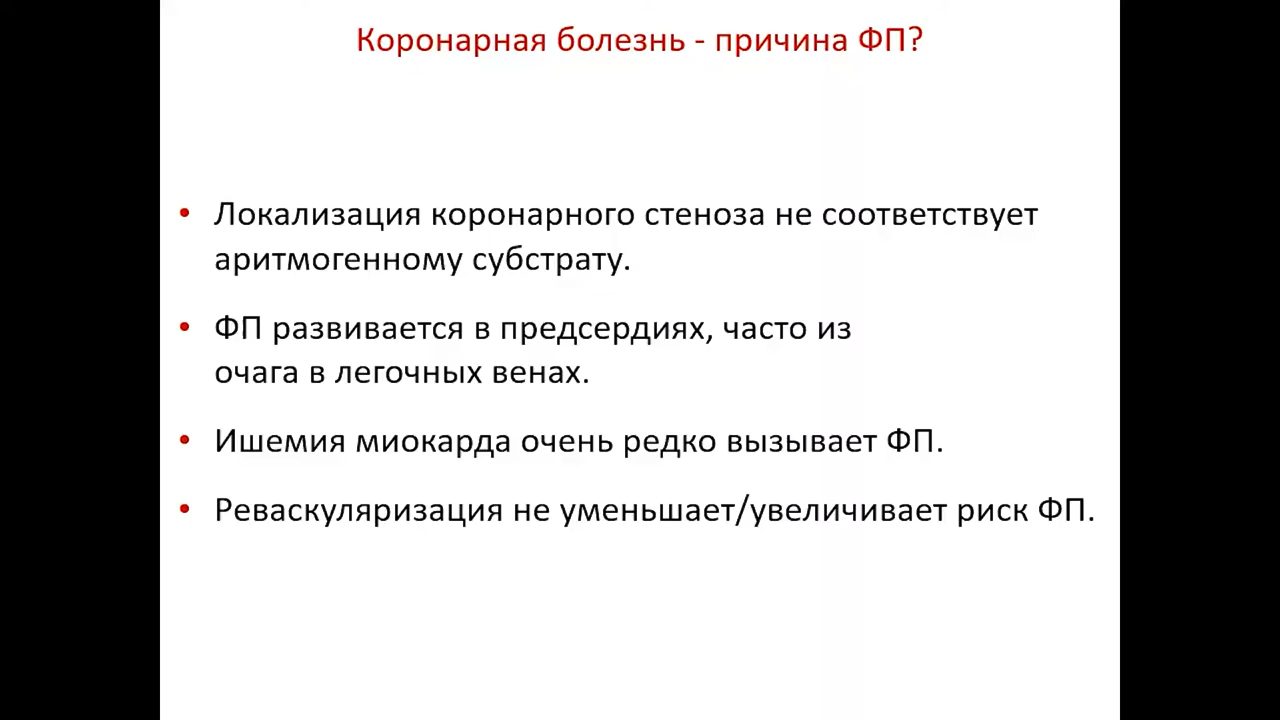 Коронарная болезнь - причина ФП?
• Локализация коронарного стеноза не соответствует
аритмогенному субстрату.
• ФП развивается в предсердиях, часто из
очага в легочных венах.
• Ишемия миокарда очень редко вызывает ФП.
• Реваскуляризация не уменьшает/увеличивает риск ФП.